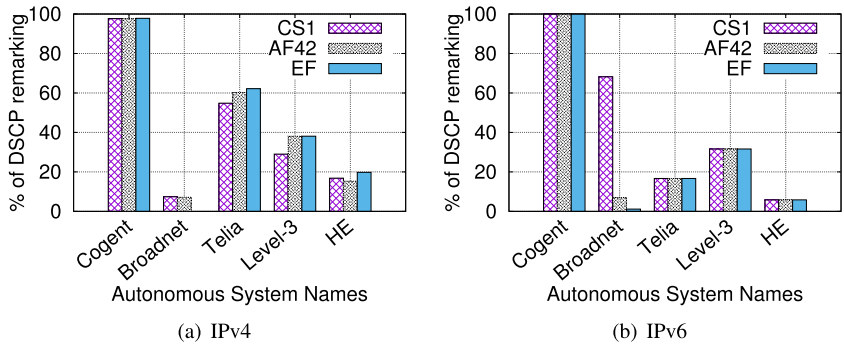 % of DSCP remarking
100
80
60
40
20
0
CS1
AF42
EF
Cogent
Broadnet
Telia
Level-3
HE
Autonomous System Names
(a) IPv4
% of DSCP remarking
100
80
60
40
20
0
CS1
AF42
EF
Cogent
Broadnet
Telia
Level-3
HE
Autonomous System Names
(b) IPv6